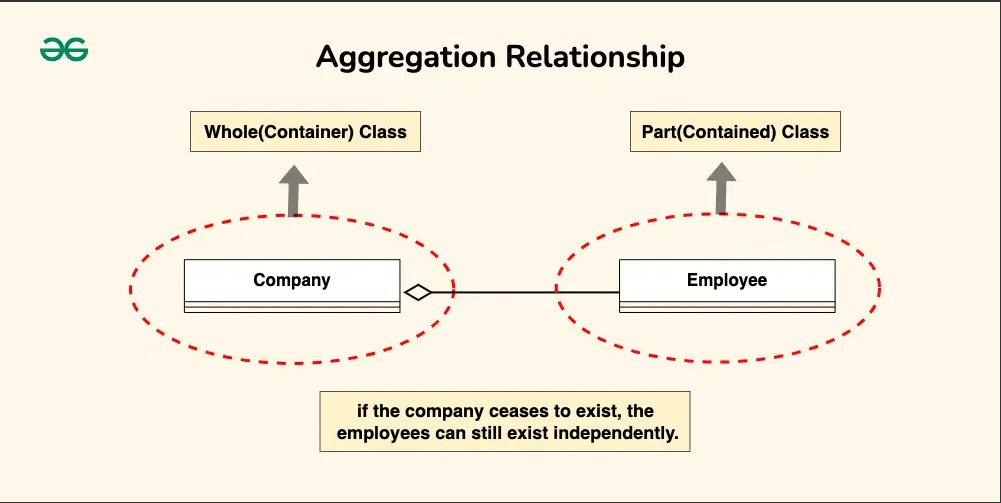 Aggregation Relationship
Whole(Container) Class
Part(Contained) Class
Company
Employee
if the company ceases to exist, the
employees can still exist independently.